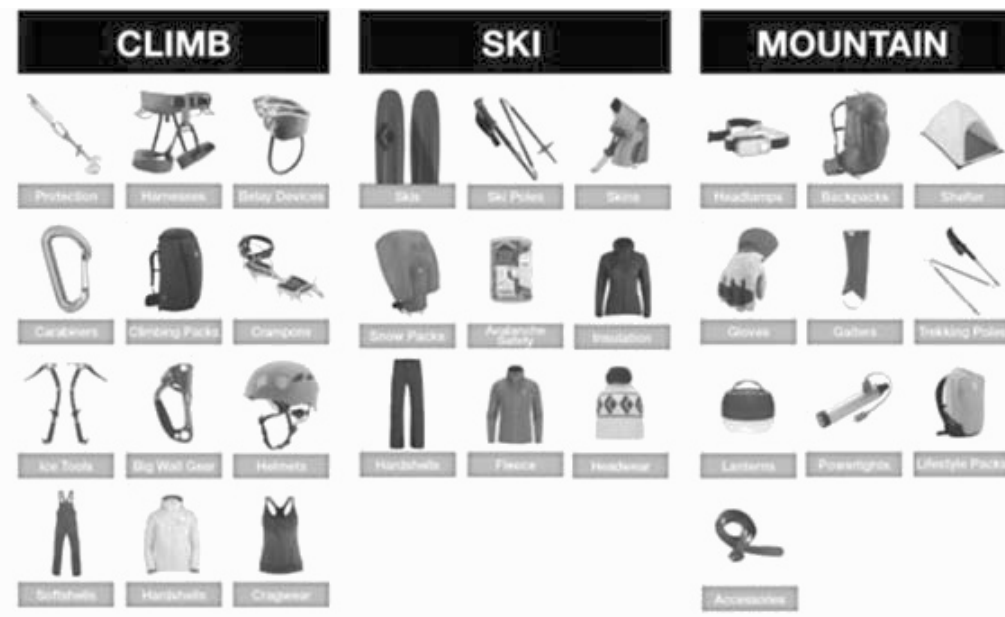 CLIMB SKI MOUNTAIN
Protection Harnesses Belay Devices Skis Ski Poles Skins Headlamps Backpacks Shelter
Carabiners Climbing Packs Crampons Snow Packs Avalanche Safety Insulation Gloves Gaiters Trekking Poles
Ice Tools Big Wall Gear Helmets Hardshells Fleece Headwear Lanterns Powerlights Lifestyle Packs
Softshells Hardshells Cragwear Accessories